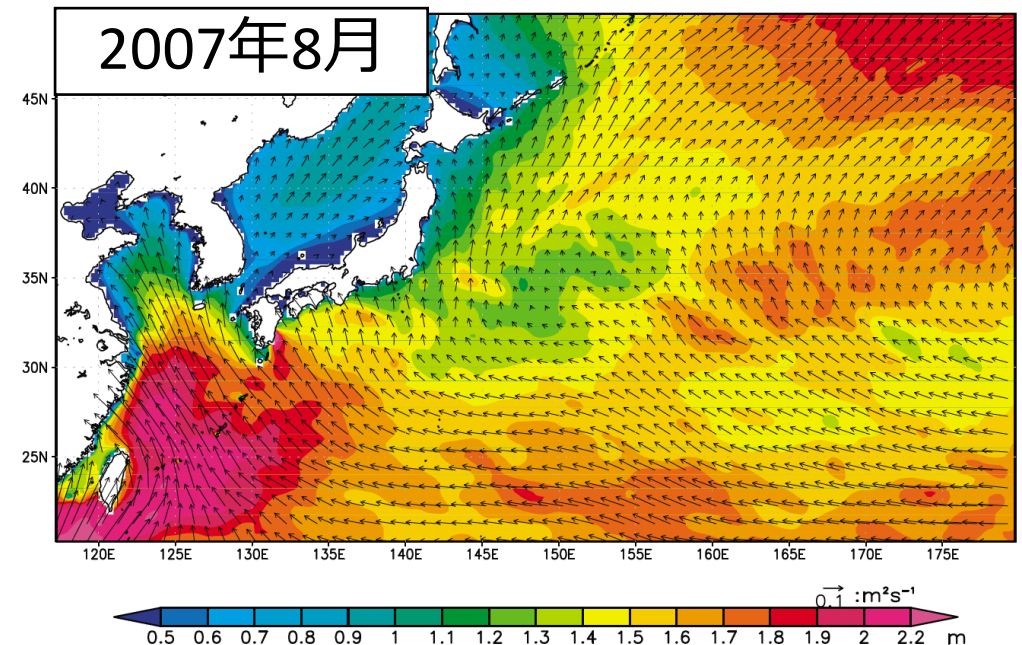 2007年8月
45N
40N
35N
30N
25N
120E 125E 130E 135E 140E 145E 150E 155E 160E 165E 170E 175E
0.1 :m²s⁻¹
0.5 0.6 0.7 0.8 0.9 1 1.1 1.2 1.3 1.4 1.5 1.6 1.7 1.8 1.9 2 2.2 m